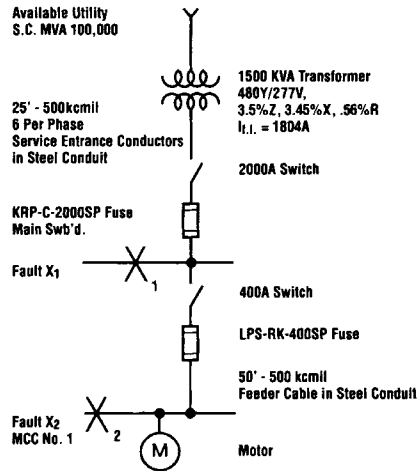 Available Utility
S.C. MVA 100,000
1500 KVA Transformer
480Y/277V,
3.5%Z, 3.45%X, .56%R
If.l. = 1804A
25' - 500kcmil
6 Per Phase
Service Entrance Conductors
in Steel Conduit
2000A Switch
KRP-C-2000SP Fuse
Main Swb'd.
Fault X1
1
400A Switch
LPS-RK-400SP Fuse
50' - 500 kcmil
Feeder Cable in Steel Conduit
Fault X2
MCC No. 1
2
M
Motor